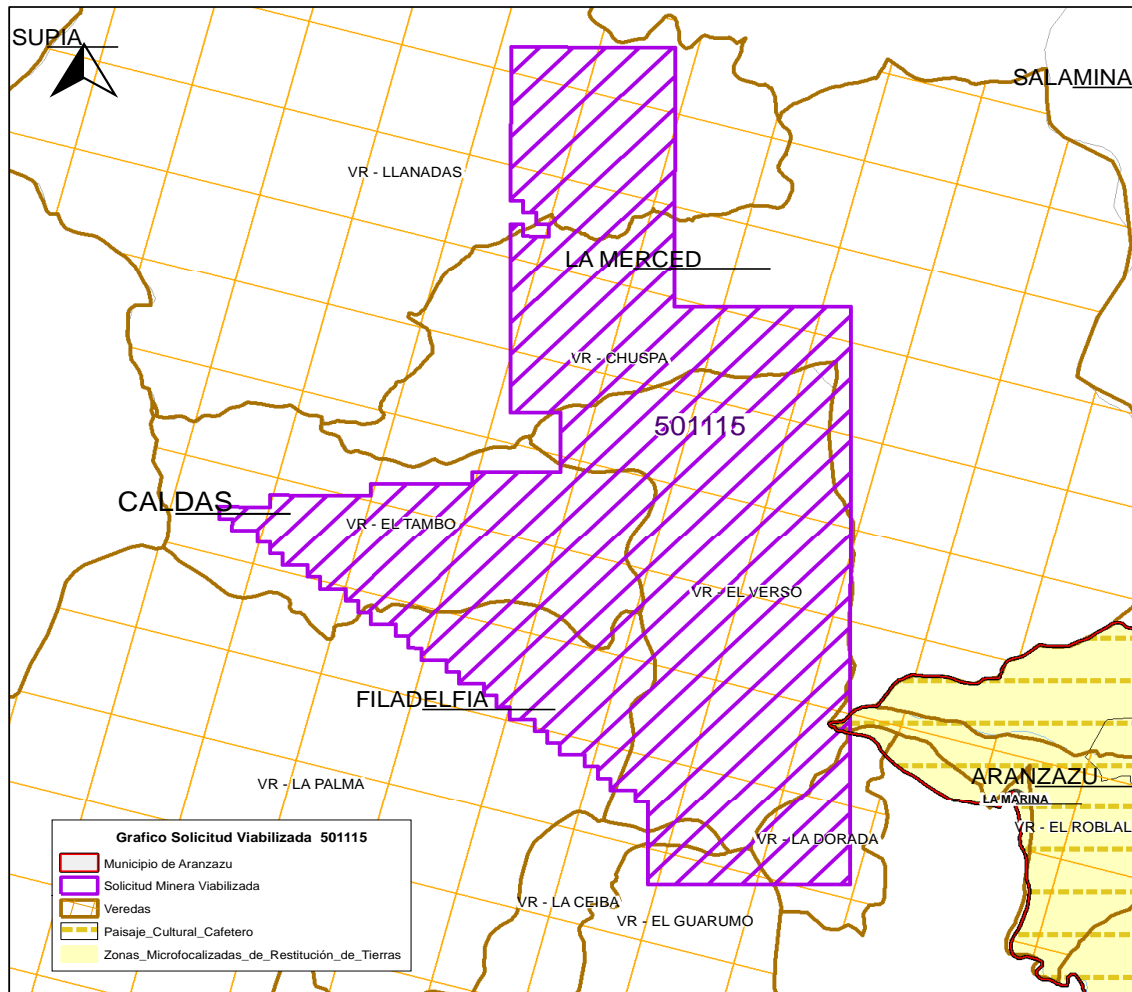 SUPIA
SALAMINA
VR - LLANADAS
LA MERCED
VR - CHUSPA
501115
CALDAS
VR - EL TAMBO
VR - EL VERSO
FILADELFIA
VR - LA PALMA
ARANZAZU
LA MARINA
VR - EL ROBLAL
VR - LA DORADA
VR - LA CEIBA
VR - EL GUARUMO
Grafico Solicitud Viabilizada 501115
Municipio de Aranzazu
Solicitud Minera Viabilizada
Veredas
Paisaje_Cultural_Cafetero
Zonas_Microfocalizadas_de_Restitución_de_Tierras